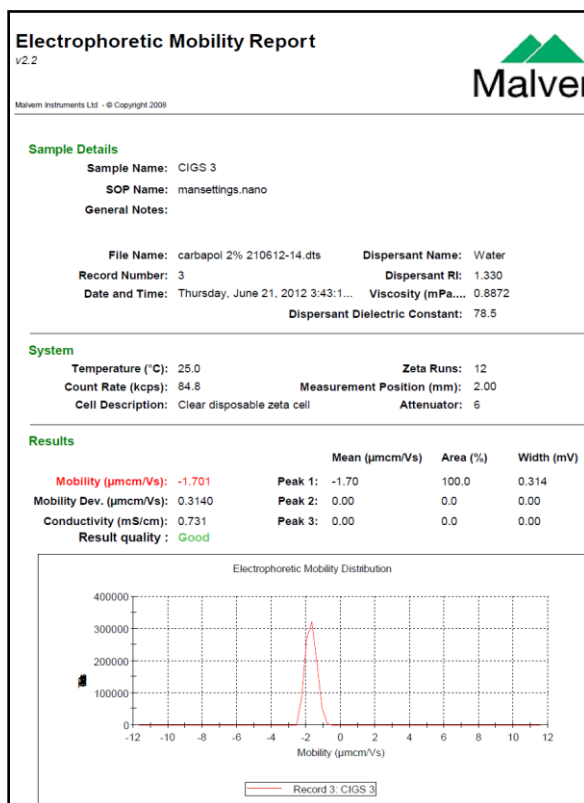 Electrophoretic Mobility Report
v2.2
Malvern
Malvern Instruments Ltd - © Copyright 2008
Sample Details
Sample Name: CIGS 3
SOP Name: mansettings.nano
General Notes:
File Name: carbapol 2% 210612-14.dts Dispersant Name: Water
Record Number: 3 Dispersant RI: 1.330
Date and Time: Thursday, June 21, 2012 3:43:1... Viscosity (mPa.... 0.8872
Dispersant Dielectric Constant: 78.5
System
Temperature (°C): 25.0 Zeta Runs: 12
Count Rate (kcps): 84.8 Measurement Position (mm): 2.00
Cell Description: Clear disposable zeta cell Attenuator: 6
Results
Mean (µmcm/Vs) Area (%) Width (mV)
Mobility (µmcm/Vs): -1.701 Peak 1: -1.70 100.0 0.314
Mobility Dev. (µmcm/Vs): 0.3140 Peak 2: 0.00 0.0 0.00
Conductivity (mS/cm): 0.731 Peak 3: 0.00 0.0 0.00
Result quality : Good
Electrophoretic Mobility Distribution
400000
300000
200000
100000
0
-12 -10 -8 -6 -4 -2 0 2 4 6 8 10 12
Mobility (µmcm/Vs)
Record 3: CIGS 3